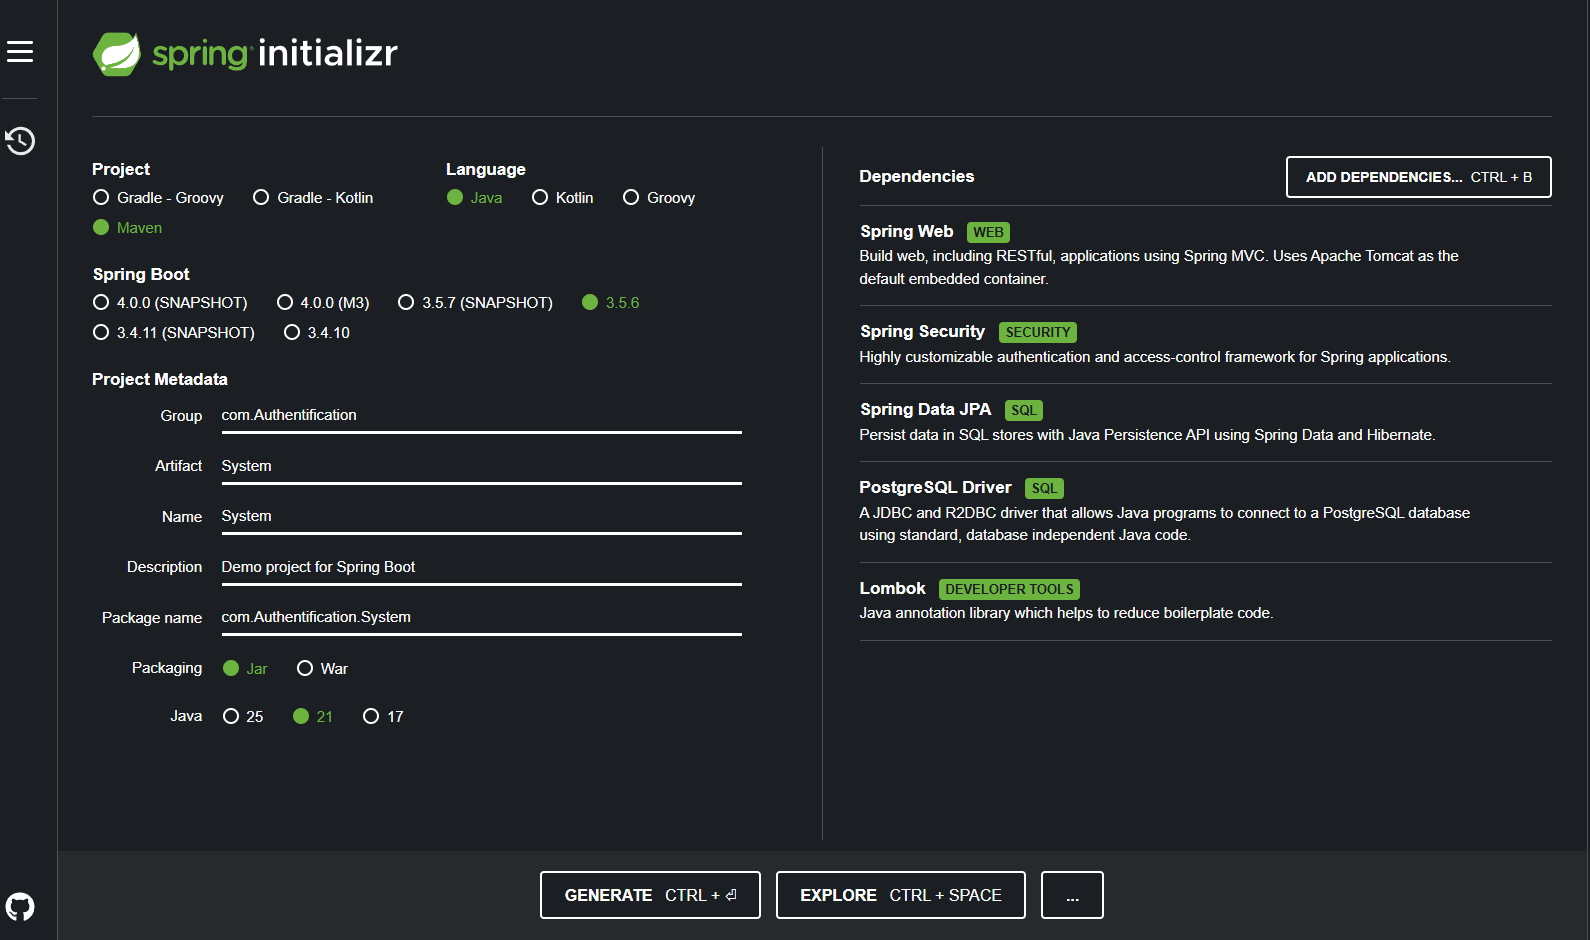 spring initializr
Project
Gradle - Groovy Gradle - Kotlin
Maven
Language
Java Kotlin Groovy
Spring Boot
4.0.0 (SNAPSHOT) 4.0.0 (M3) 3.5.7 (SNAPSHOT) 3.5.6
3.4.11 (SNAPSHOT) 3.4.10
Project Metadata
Group com.Authentification
Artifact System
Name System
Description Demo project for Spring Boot
Package name com.Authentification.System
Packaging Jar War
Java 25 21 17
Dependencies
ADD DEPENDENCIES... CTRL + B
Spring Web WEB
Build web, including RESTful, applications using Spring MVC. Uses Apache Tomcat as the
default embedded container.
Spring Security SECURITY
Highly customizable authentication and access-control framework for Spring applications.
Spring Data JPA SQL
Persist data in SQL stores with Java Persistence API using Spring Data and Hibernate.
PostgreSQL Driver SQL
A JDBC and R2DBC driver that allows Java programs to connect to a PostgreSQL database
using standard, database independent Java code.
Lombok DEVELOPER TOOLS
Java annotation library which helps to reduce boilerplate code.
GENERATE CTRL + ⏎
EXPLORE CTRL + SPACE
...